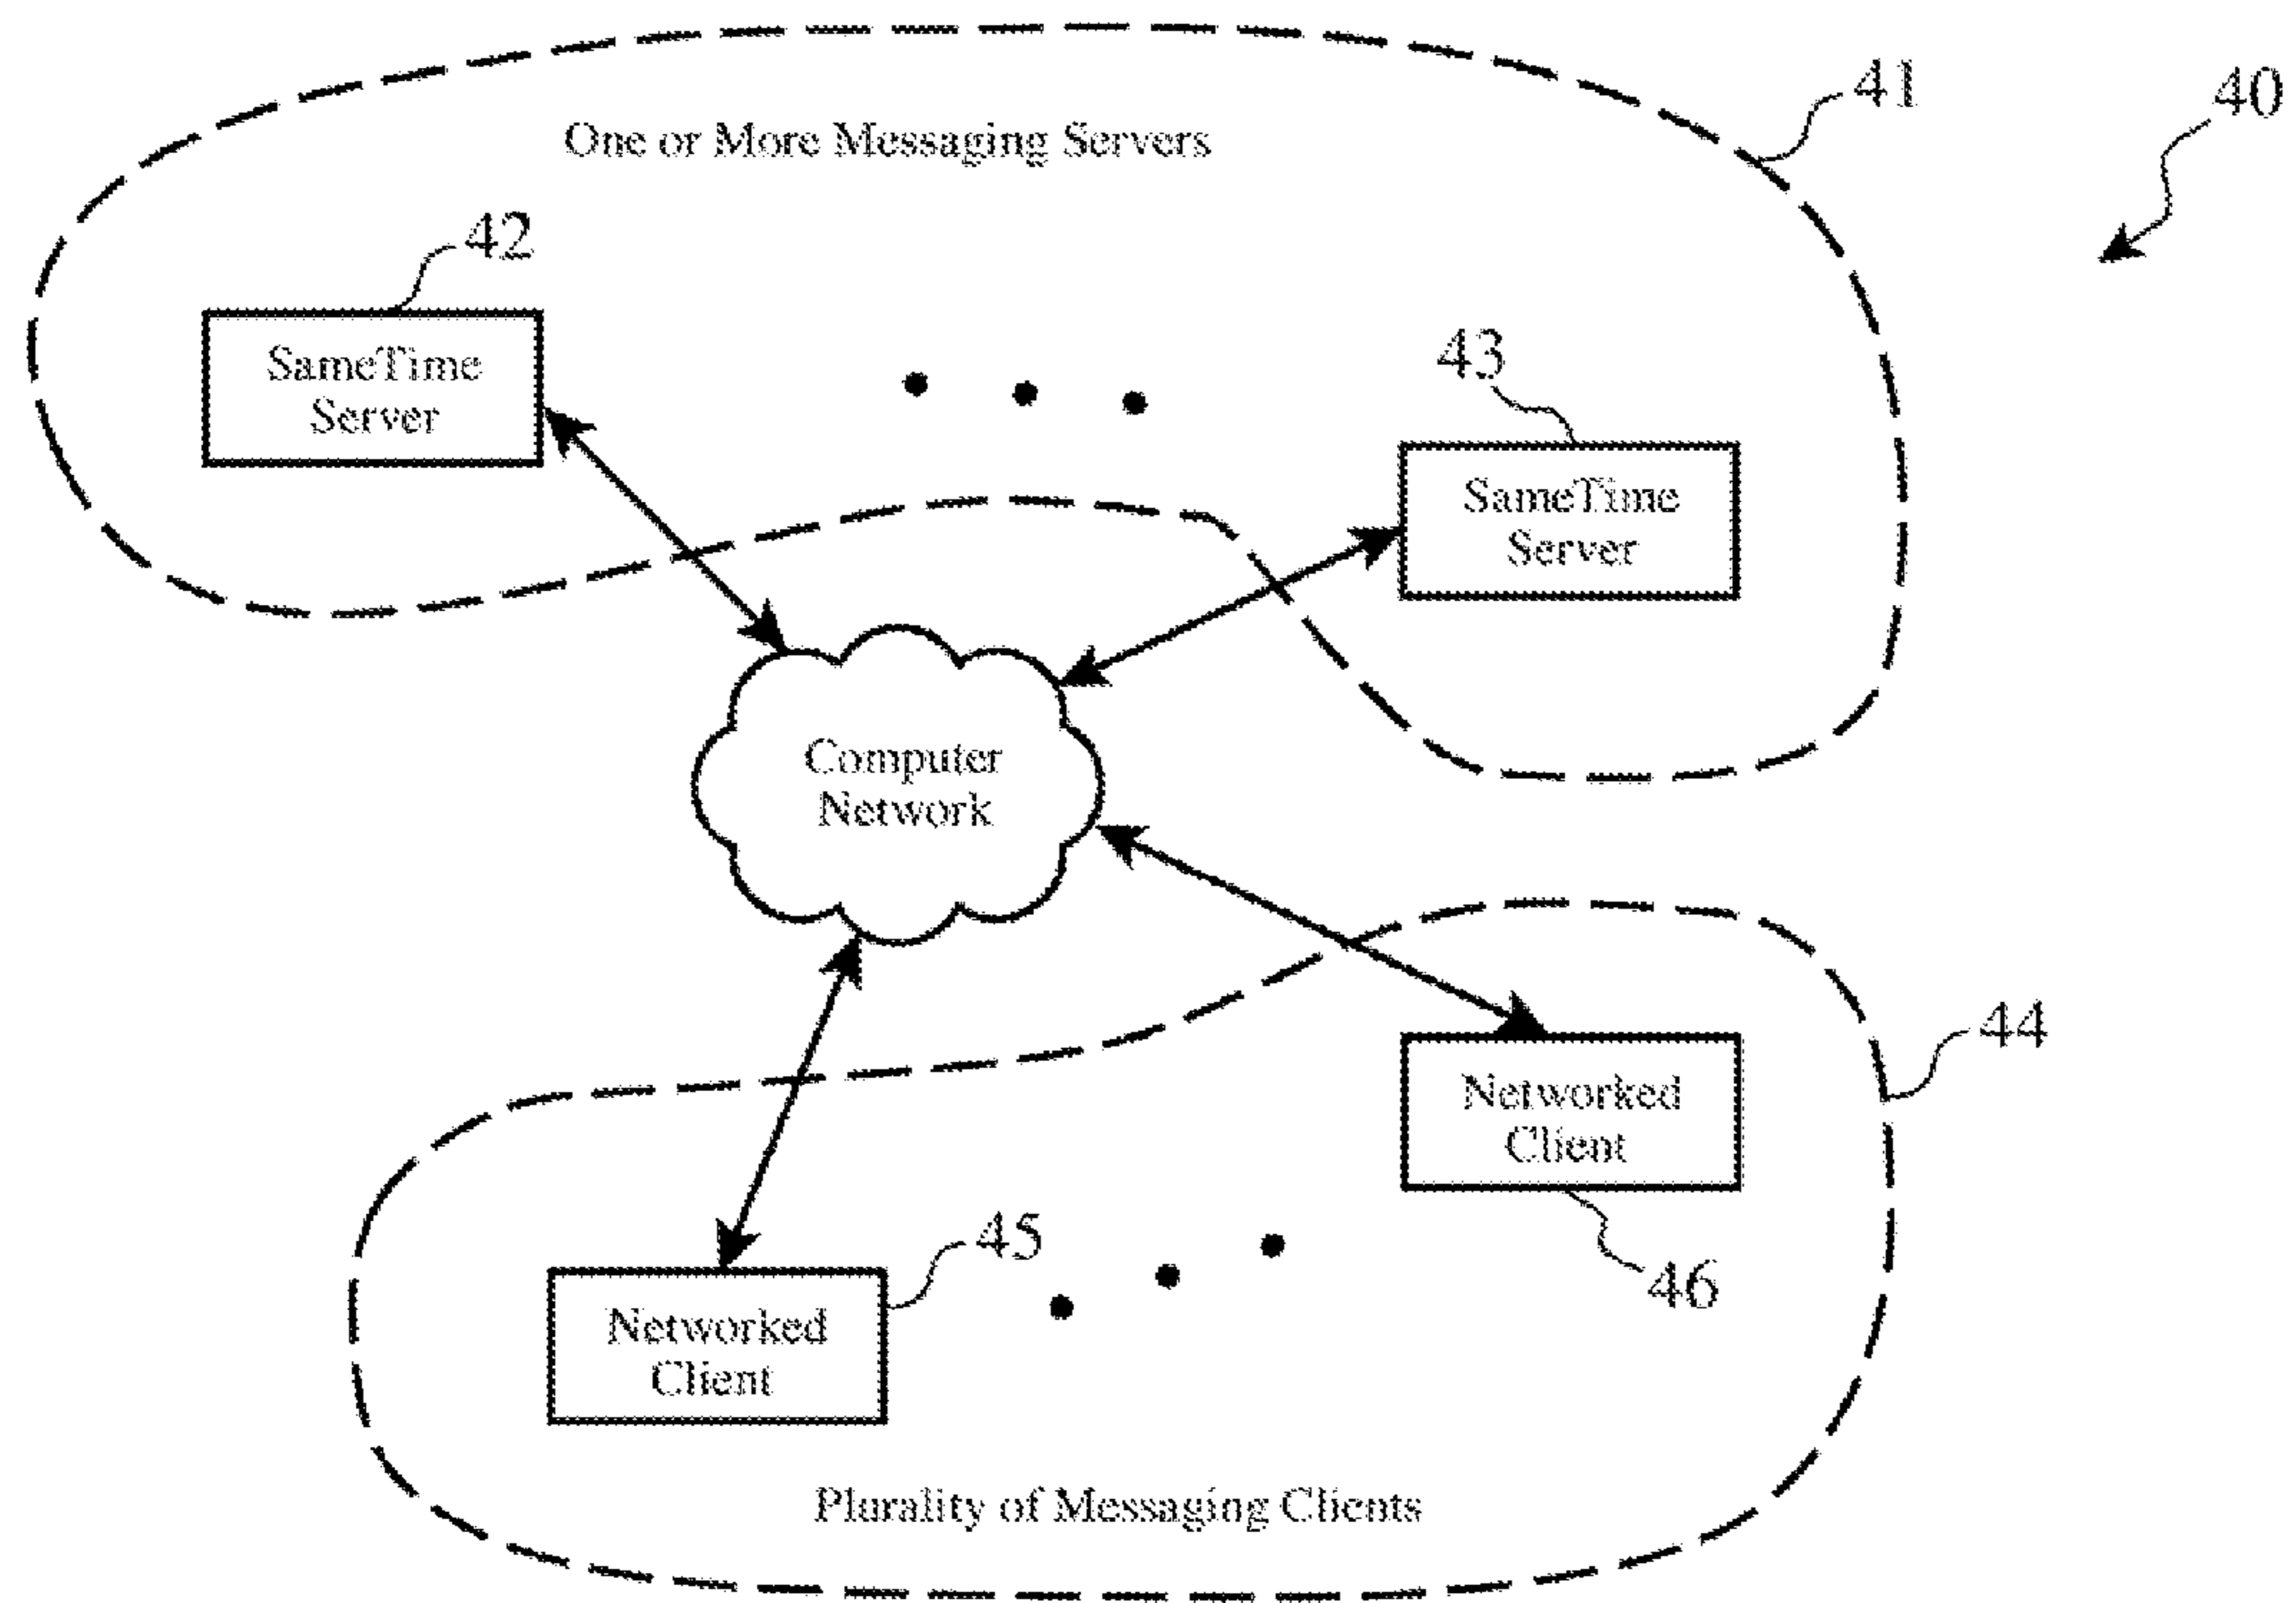 41
40
One or More Messaging Servers
42
SameTime
Server
43
SameTime
Server
Computer
Network
44
Networked
Client
45
46
Networked
Client
Plurality of Messaging Clients